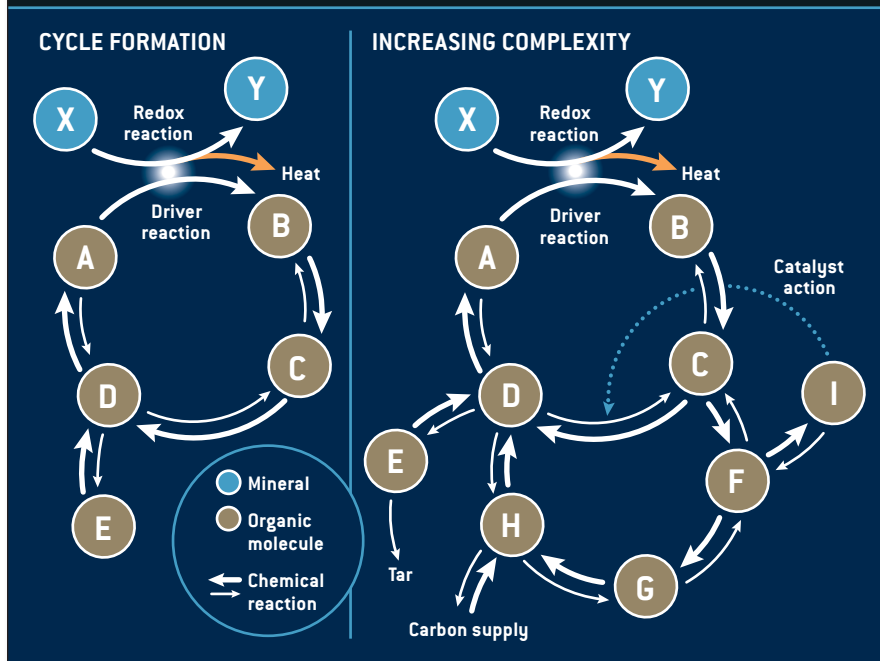 CYCLE FORMATION
X
Y
Redox
reaction
Heat
Driver
reaction
A
B
C
D
E
Mineral
Organic
molecule
Chemical
reaction
INCREASING COMPLEXITY
X
Y
Redox
reaction
Heat
Driver
reaction
A
B
Catalyst
action
C
I
D
E
F
H
G
Tar
Carbon supply